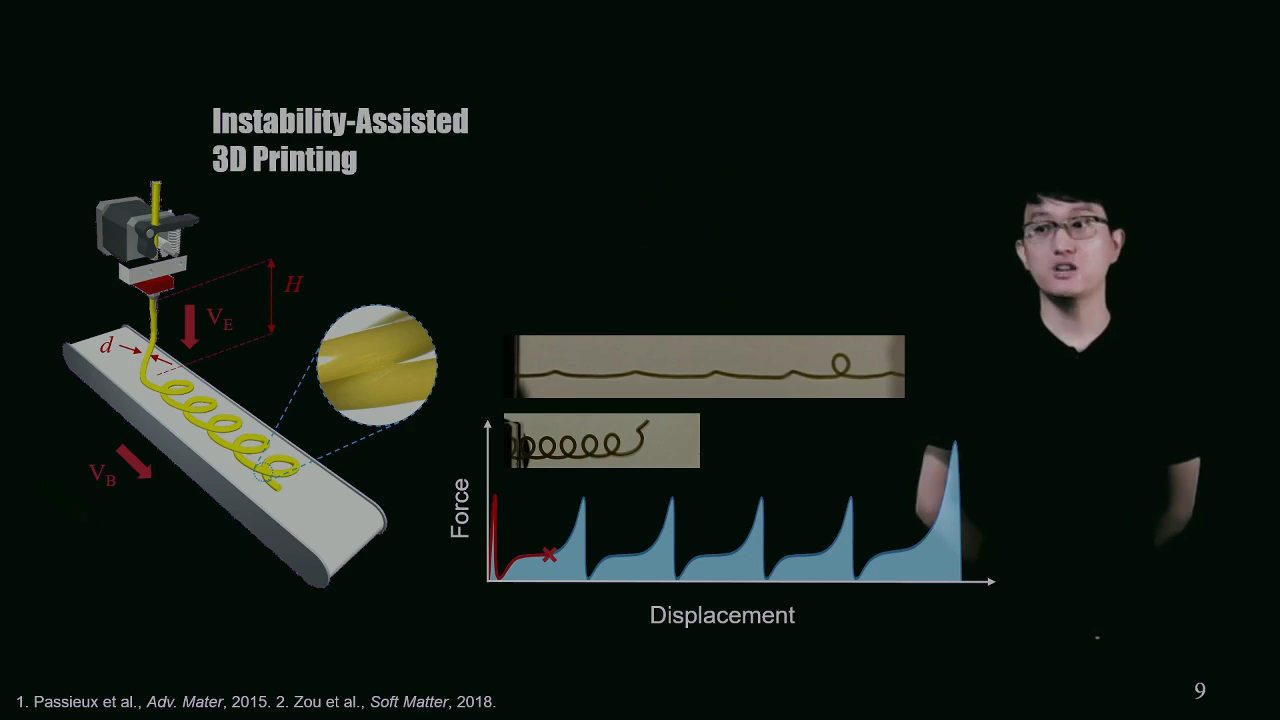 Instability-Assisted
3D Printing
H
V_E
d
V_B
Force
Displacement
1. Passieux et al., Adv. Mater, 2015. 2. Zou et al., Soft Matter, 2018.
9